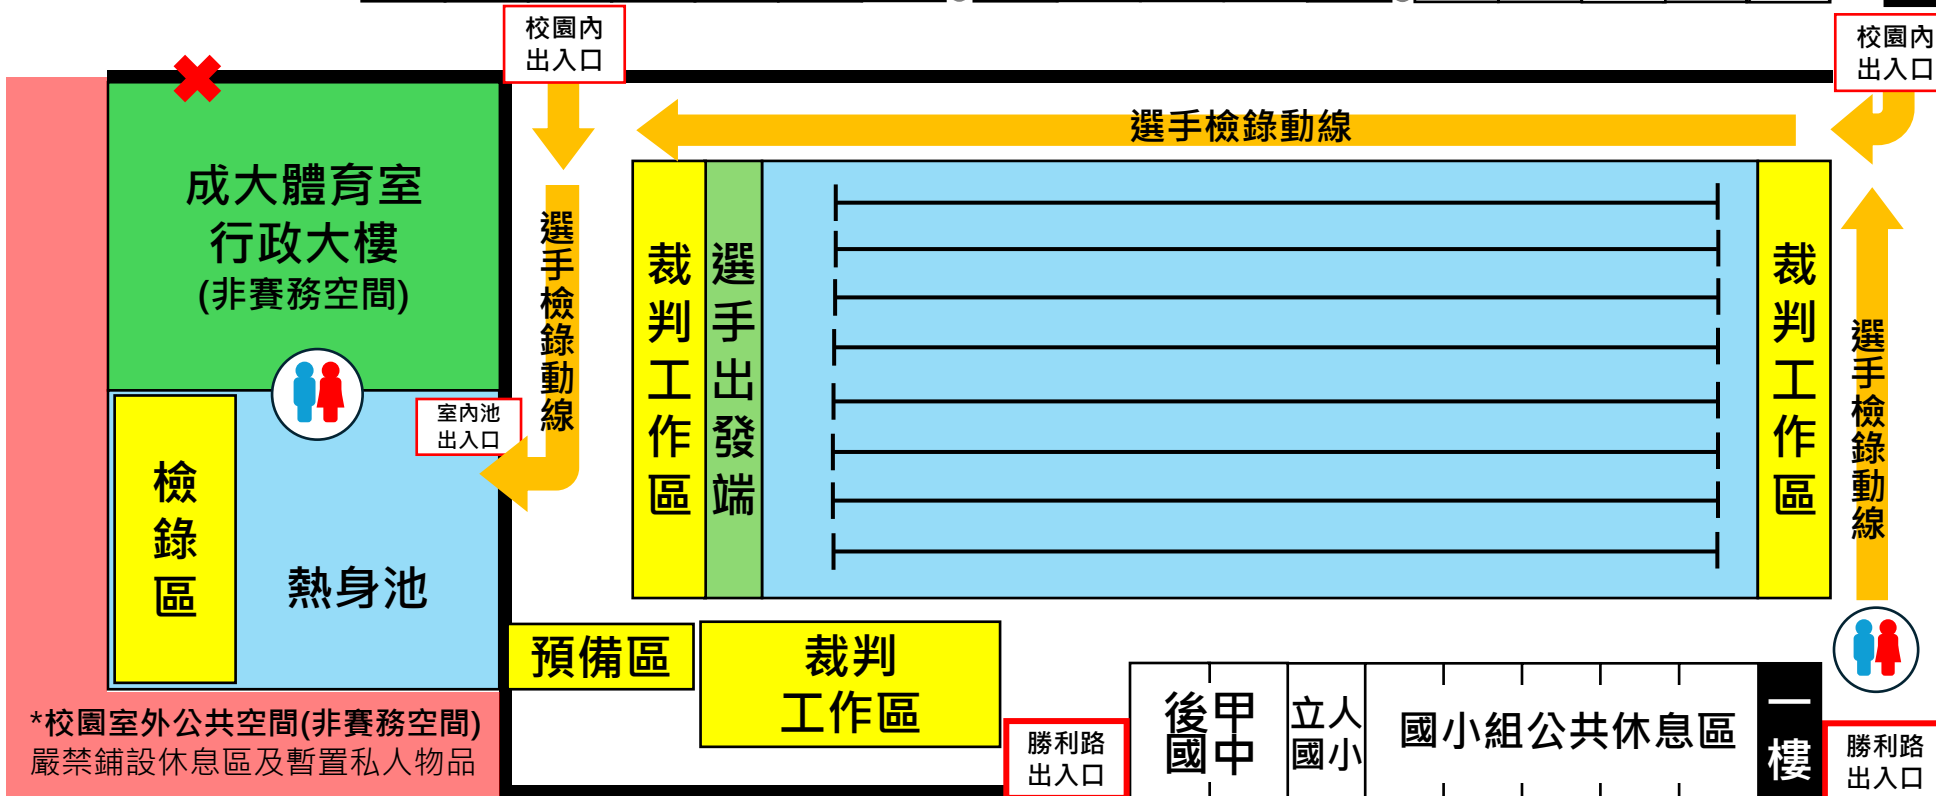 校園內
出入口
校園內
出入口
選手檢錄動線
成大體育室
行政大樓
(非賽務空間)
選手檢錄動線
裁判工作區
選手出發端
裁判工作區
選手檢錄動線
室內池
出入口
檢錄區
熱身池
預備區
裁判
工作區
後甲
國中
立人
國小
國小組公共休息區
一樓
勝利路
出入口
勝利路
出入口
*校園室外公共空間(非賽務空間)
嚴禁鋪設休息區及暫置私人物品